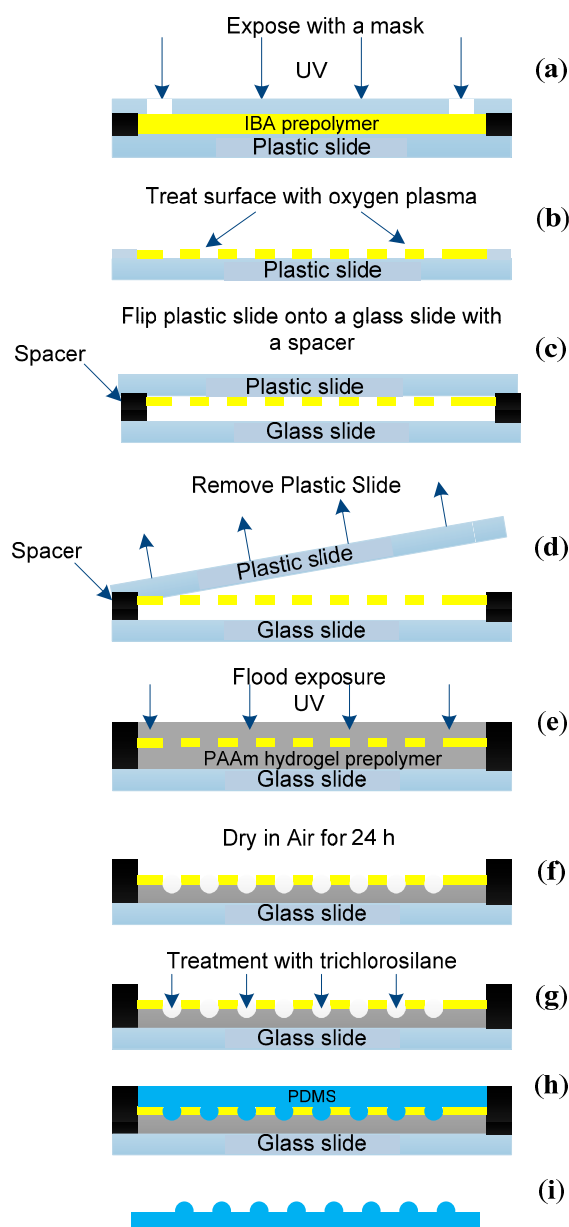 Expose with a mask
UV
(a)
IBA prepolymer
Plastic slide
Treat surface with oxygen plasma
(b)
Plastic slide
Flip plastic slide onto a glass slide with
a spacer
(c)
Spacer
Plastic slide
Glass slide
Remove Plastic Slide
(d)
Spacer
Plastic slide
Glass slide
Flood exposure
UV
(e)
PAAm hydrogel prepolymer
Glass slide
Dry in Air for 24 h
(f)
Glass slide
Treatment with trichlorosilane
(g)
Glass slide
(h)
PDMS
Glass slide
(i)